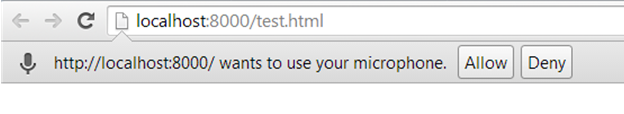 localhost:8000/test.html
http://localhost:8000/ wants to use your microphone. Allow Deny